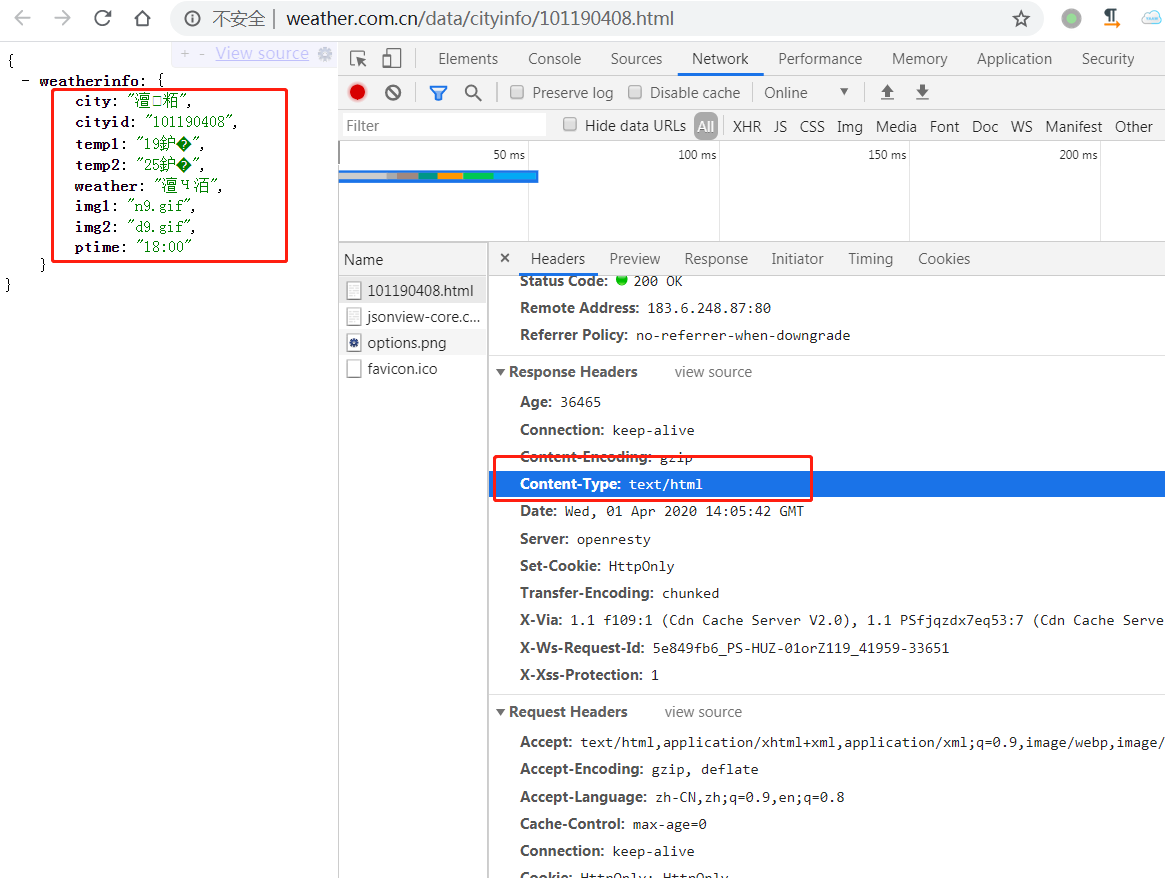 不安全 | weather.com.cn/data/cityinfo/101190408.html
+ - View source
{
- weatherinfo: {
city: "澶□粨",
cityid: "101190408",
temp1: "19鈩�",
temp2: "25鈩�",
weather: "澶ч洦",
img1: "n9.gif",
img2: "d9.gif",
ptime: "18:00"
}
}
Elements Console Sources Network Performance Memory Application Security
Preserve log Disable cache Online
Filter Hide data URLs All XHR JS CSS Img Media Font Doc WS Manifest Other
50 ms 100 ms 150 ms 200 ms
Name
101190408.html
jsonview-core.c...
options.png
favicon.ico
× Headers Preview Response Initiator Timing Cookies
Status Code: 200 OK
Remote Address: 183.6.248.87:80
Referrer Policy: no-referrer-when-downgrade
Response Headers view source
Age: 36465
Connection: keep-alive
Content-Encoding: gzip
Content-Type: text/html
Date: Wed, 01 Apr 2020 14:05:42 GMT
Server: openresty
Set-Cookie: HttpOnly
Transfer-Encoding: chunked
X-Via: 1.1 f109:1 (Cdn Cache Server V2.0), 1.1 PSfjqzdx7eq53:7 (Cdn Cache Serve
X-Ws-Request-Id: 5e849fb6_PS-HUZ-01orZ119_41959-33651
X-Xss-Protection: 1
Request Headers view source
Accept: text/html,application/xhtml+xml,application/xml;q=0.9,image/webp,image/
Accept-Encoding: gzip, deflate
Accept-Language: zh-CN,zh;q=0.9,en;q=0.8
Cache-Control: max-age=0
Connection: keep-alive
Cookie: HttpOnly; HttpOnly